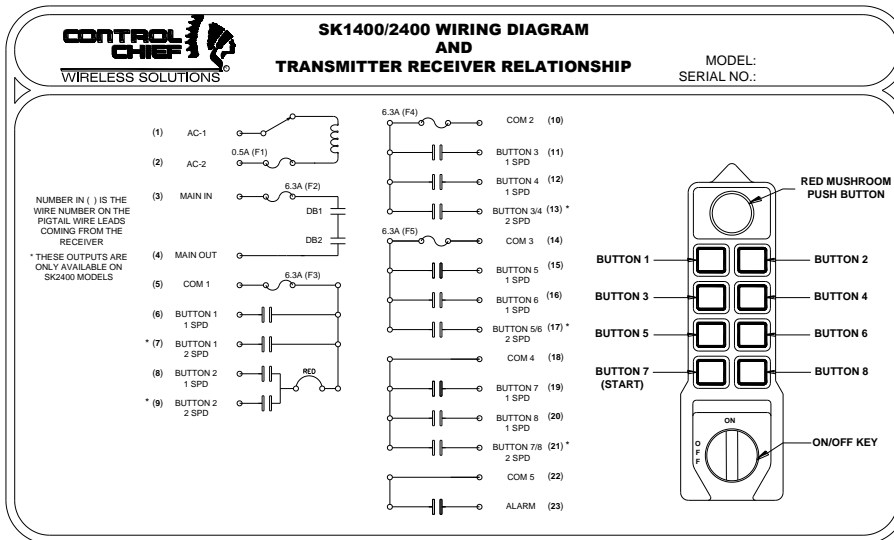 CONTROL
CHIEF
WIRELESS SOLUTIONS
SK1400/2400 WIRING DIAGRAM
AND
TRANSMITTER RECEIVER RELATIONSHIP
MODEL:
SERIAL NO.:
NUMBER IN ( ) IS THE
WIRE NUMBER ON THE
PIGTAIL WIRE LEADS
COMING FROM THE
RECEIVER
* THESE OUTPUTS ARE
ONLY AVAILABLE ON
SK2400 MODELS
(1) AC-1
0.5A (F1)
(2) AC-2
6.3A (F2)
(3) MAIN IN
DB1
DB2
(4) MAIN OUT
6.3A (F3)
(5) COM 1
(6) BUTTON 1
1 SPD
* (7) BUTTON 1
2 SPD
(8) BUTTON 2
1 SPD
RED
* (9) BUTTON 2
2 SPD
6.3A (F4)
COM 2 (10)
BUTTON 3 (11)
1 SPD
BUTTON 4 (12)
1 SPD
BUTTON 3/4 (13) *
2 SPD
6.3A (F5)
COM 3 (14)
BUTTON 5 (15)
1 SPD
BUTTON 6 (16)
1 SPD
BUTTON 5/6 (17) *
2 SPD
COM 4 (18)
BUTTON 7 (19)
1 SPD
BUTTON 8 (20)
1 SPD
BUTTON 7/8 (21) *
2 SPD
COM 5 (22)
ALARM (23)
RED MUSHROOM
PUSH BUTTON
BUTTON 1
BUTTON 2
BUTTON 3
BUTTON 4
BUTTON 5
BUTTON 6
BUTTON 7
(START)
BUTTON 8
ON
OFF
ON/OFF KEY